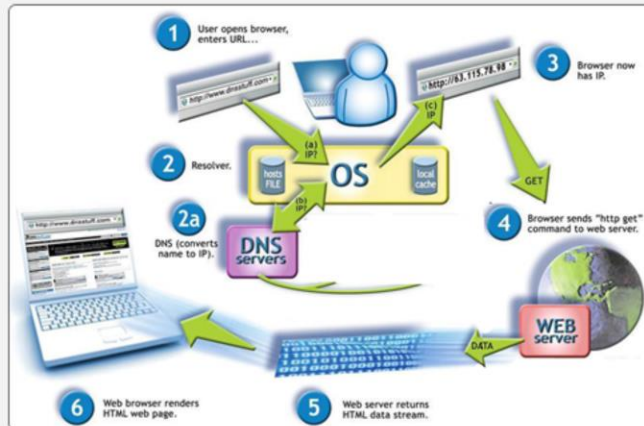 1
User opens browser,
enters URL...
http://www.dnsstuff.com
http://63.115.78.98
3
Browser now
has IP.
(a)
IP?
(c)
IP
2
Resolver.
hosts
FILE
OS
local
cache
GET
2a
DNS (converts
name to IP).
(b)
IP?
DNS
servers
4
Browser sends "http get"
command to web server.
http://www.dnsstuff.com
WEB
server
DATA
6
Web browser renders
HTML web page.
5
Web server returns
HTML data stream.